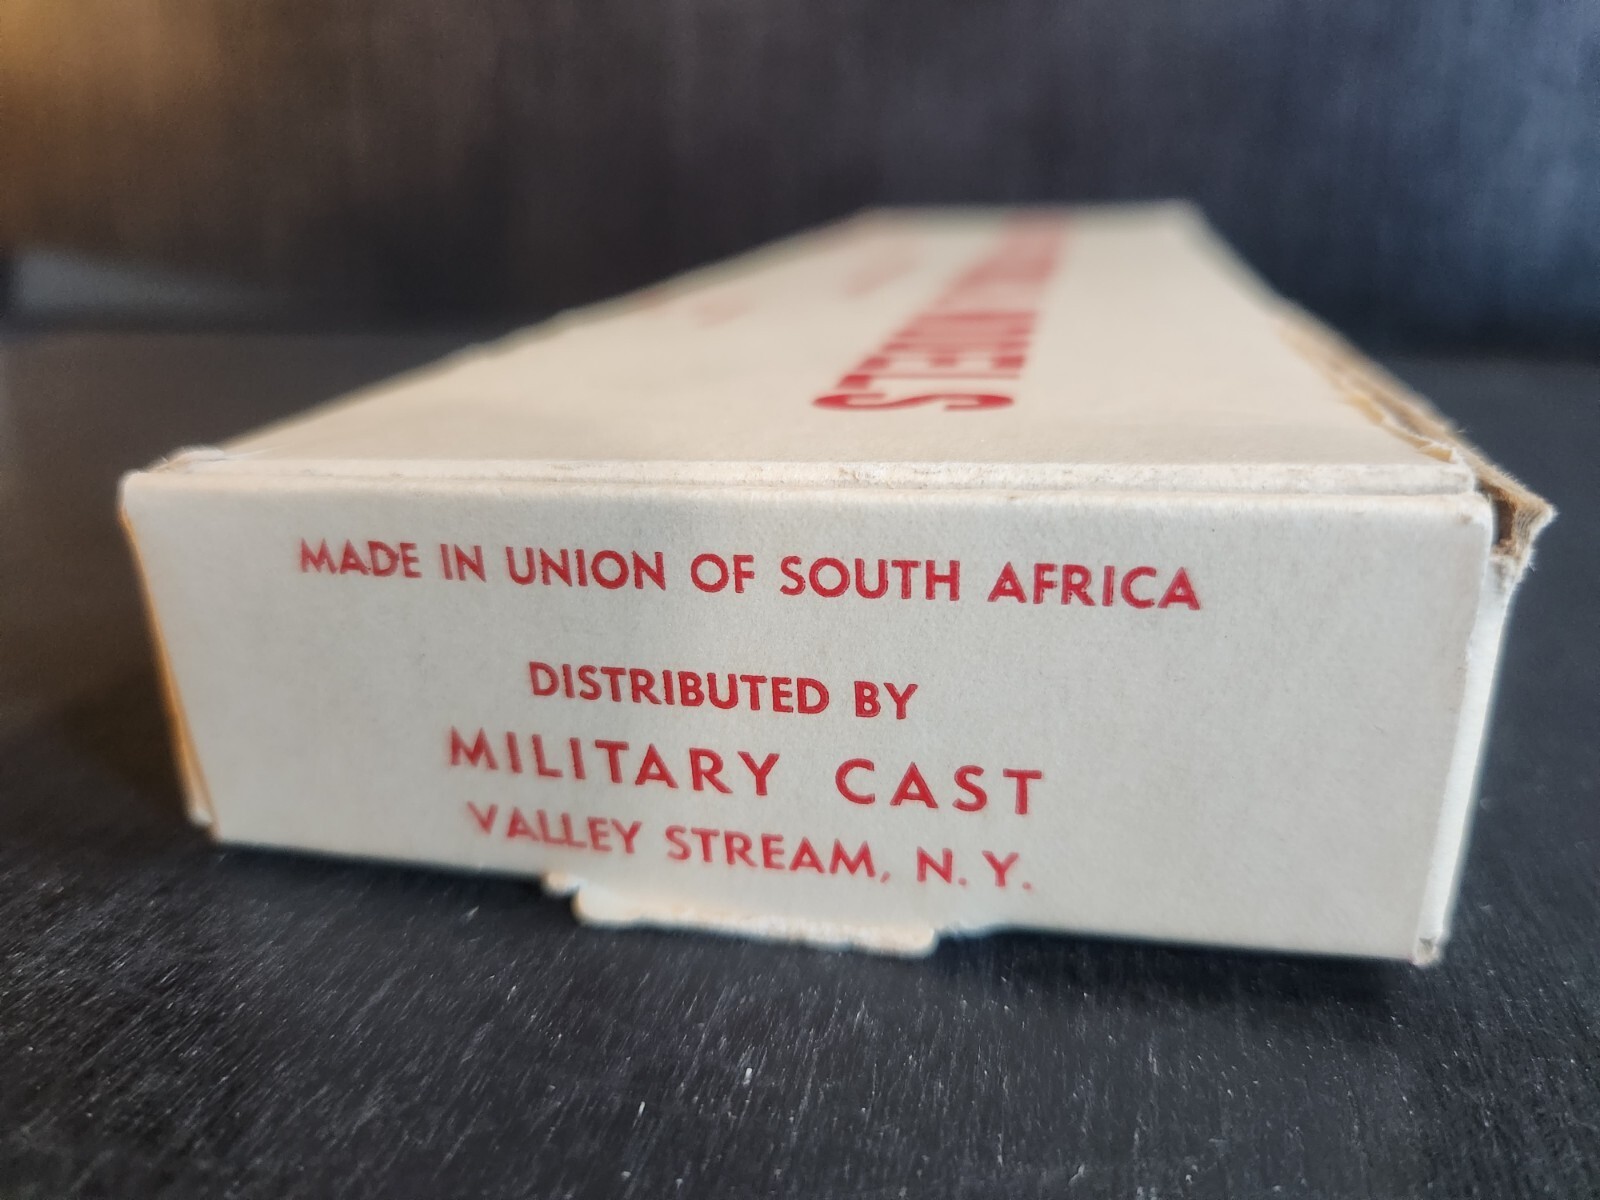 MADE IN UNION OF SOUTH AFRICA
DISTRIBUTED BY
MILITARY CAST
VALLEY STREAM, N. Y.